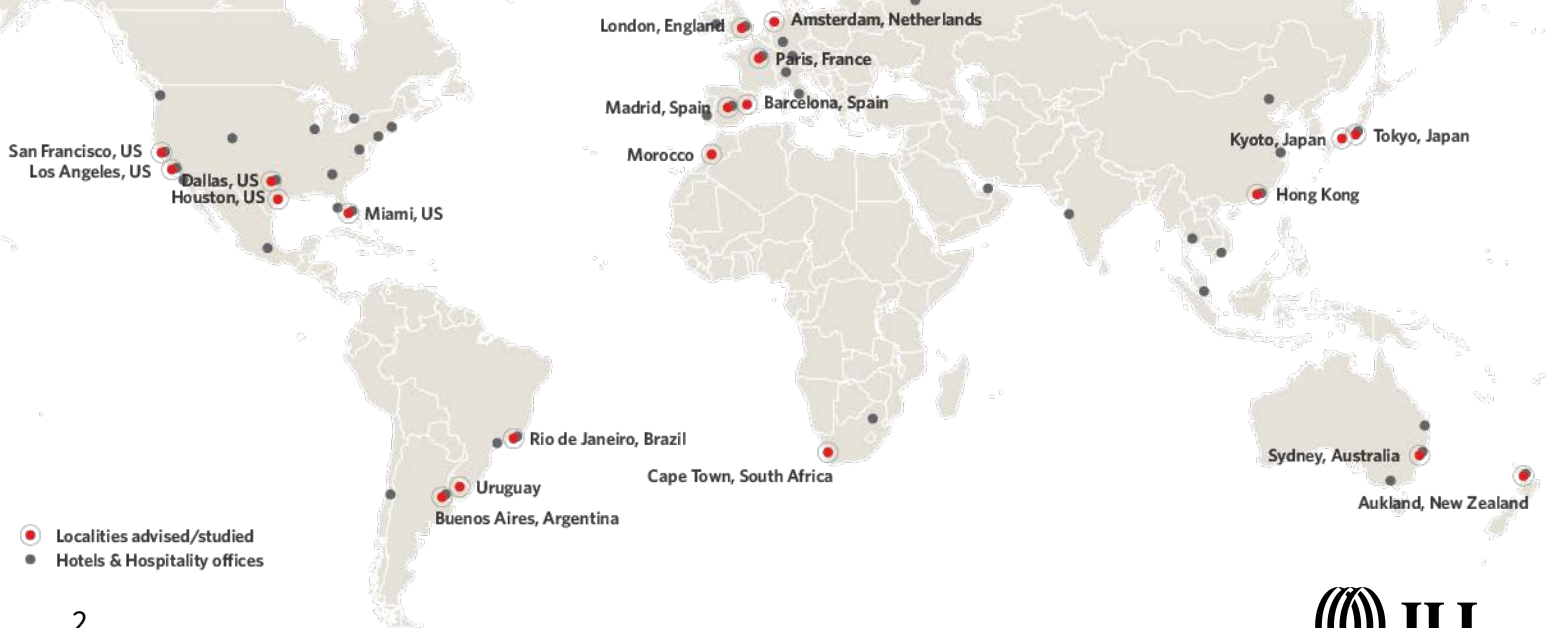 London, England
Amsterdam, Netherlands
Paris, France
Madrid, Spain
Barcelona, Spain
San Francisco, US
Los Angeles, US
Dallas, US
Houston, US
Miami, US
Morocco
Kyoto, Japan
Tokyo, Japan
Hong Kong
Rio de Janeiro, Brazil
Uruguay
Buenos Aires, Argentina
Cape Town, South Africa
Sydney, Australia
Aukland, New Zealand
Localities advised/studied
Hotels & Hospitality offices
2
JLL